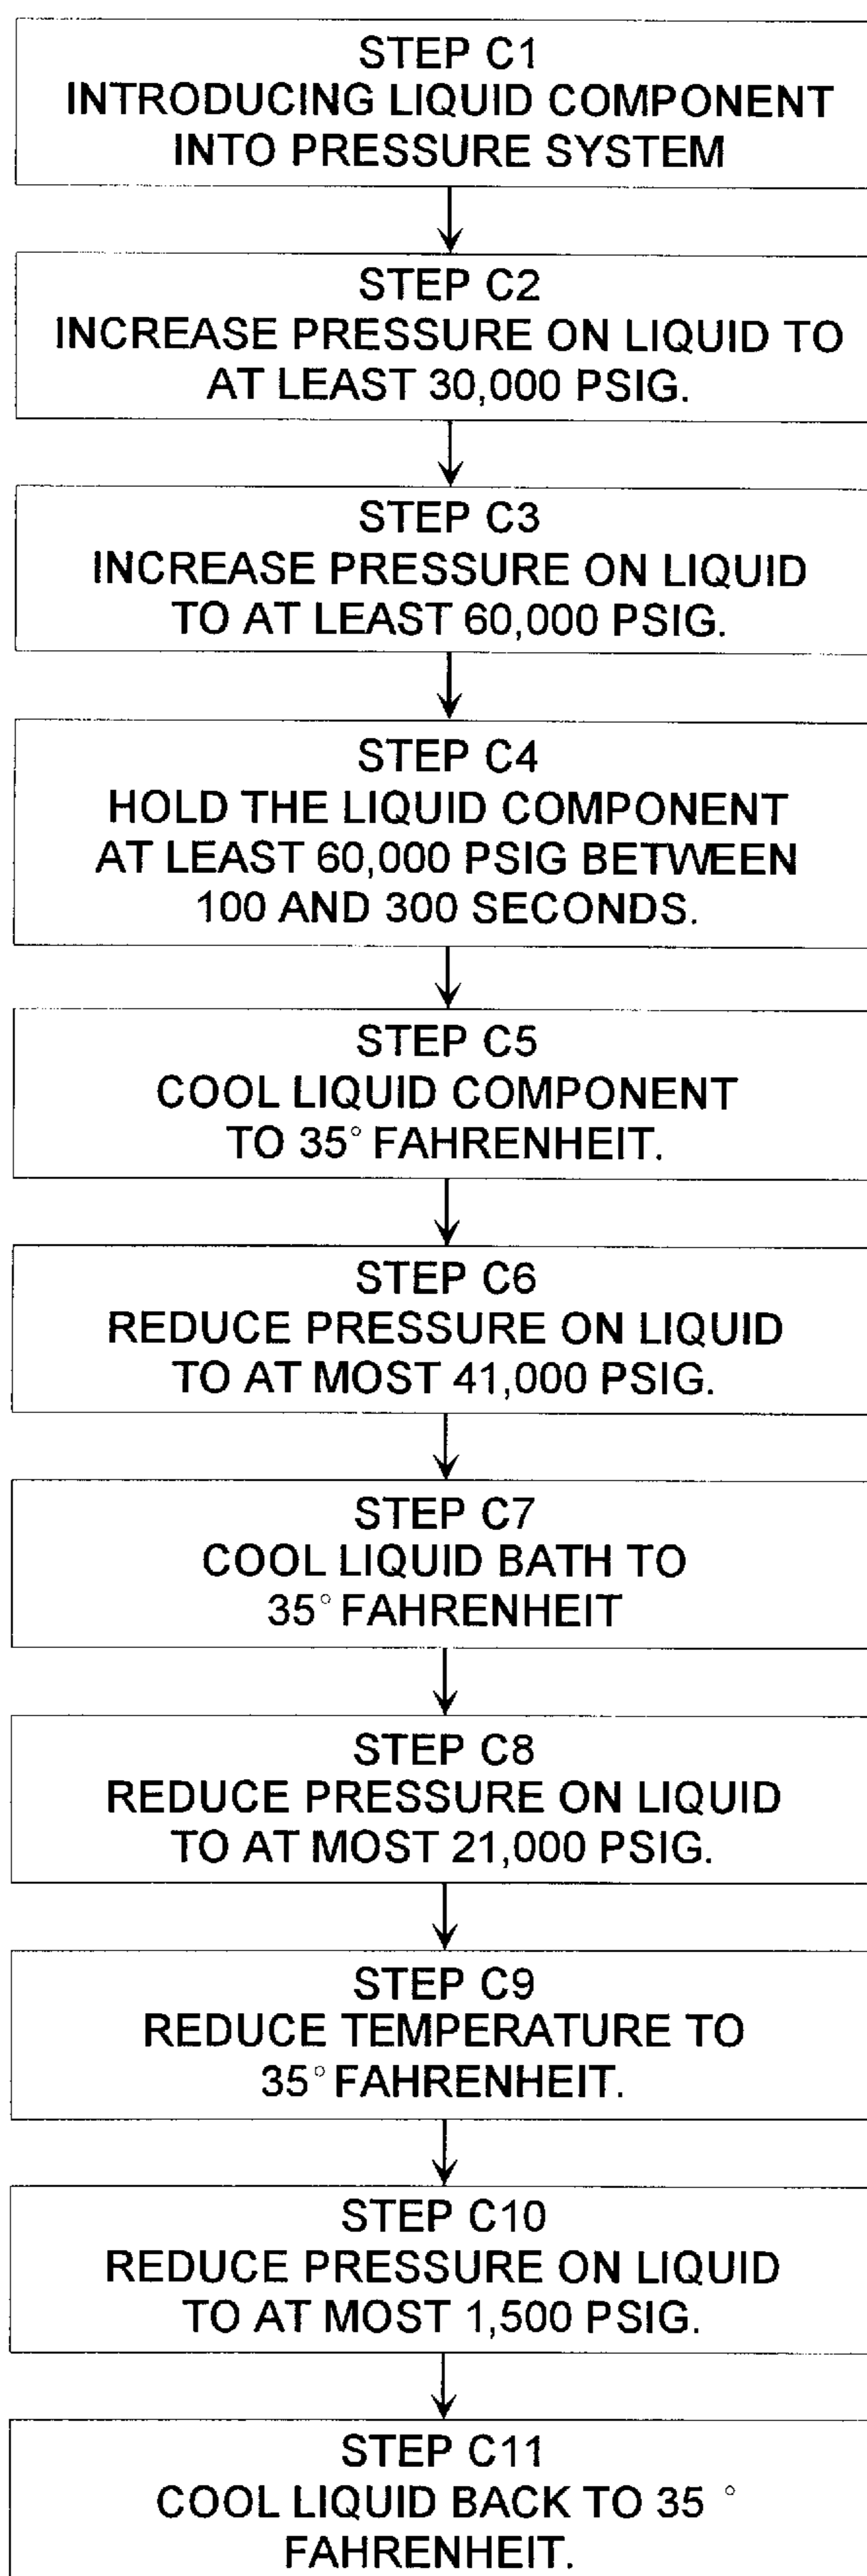 STEP C1
INTRODUCING LIQUID COMPONENT
INTO PRESSURE SYSTEM
STEP C2
INCREASE PRESSURE ON LIQUID TO
AT LEAST 30,000 PSIG.
STEP C3
INCREASE PRESSURE ON LIQUID
TO AT LEAST 60,000 PSIG.
STEP C4
HOLD THE LIQUID COMPONENT
AT LEAST 60,000 PSIG BETWEEN
100 AND 300 SECONDS.
STEP C5
COOL LIQUID COMPONENT
TO 35° FAHRENHEIT.
STEP C6
REDUCE PRESSURE ON LIQUID
TO AT MOST 41,000 PSIG.
STEP C7
COOL LIQUID BATH TO
35° FAHRENHEIT
STEP C8
REDUCE PRESSURE ON LIQUID
TO AT MOST 21,000 PSIG.
STEP C9
REDUCE TEMPERATURE TO
35° FAHRENHEIT.
STEP C10
REDUCE PRESSURE ON LIQUID
TO AT MOST 1,500 PSIG.
STEP C11
COOL LIQUID BACK TO 35 °
FAHRENHEIT.